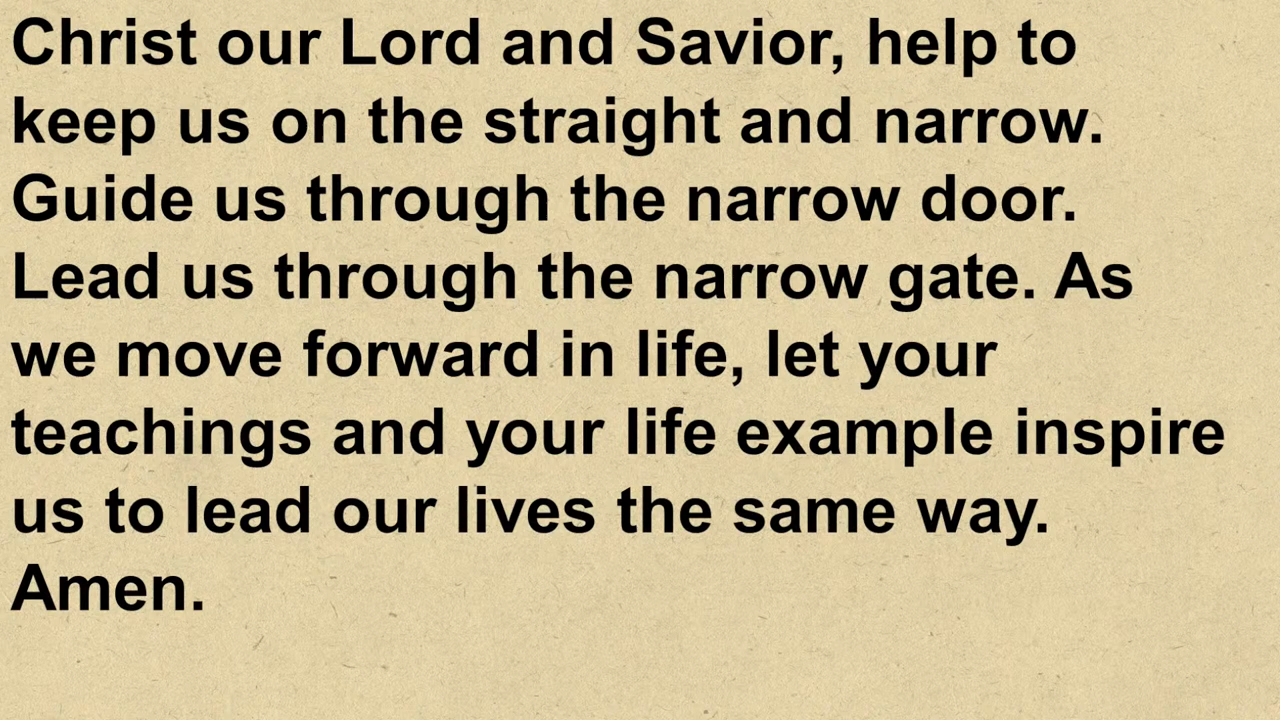 Christ our Lord and Savior, help to
keep us on the straight and narrow.
Guide us through the narrow door.
Lead us through the narrow gate. As
we move forward in life, let your
teachings and your life example inspire
us to lead our lives the same way.
Amen.